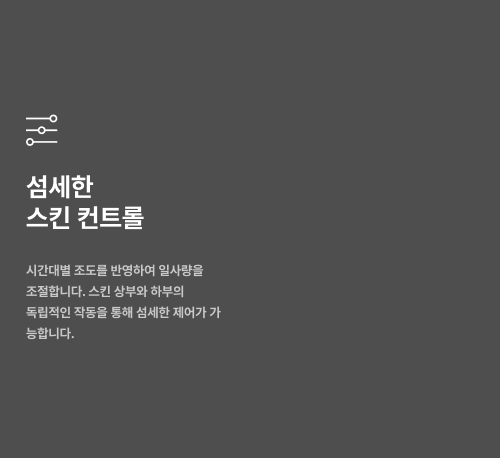 섬세한
스킨 컨트롤
시간대별 조도를 반영하여 일사량을
조절합니다. 스킨 상부와 하부의
독립적인 작동을 통해 섬세한 제어가 가
능합니다.